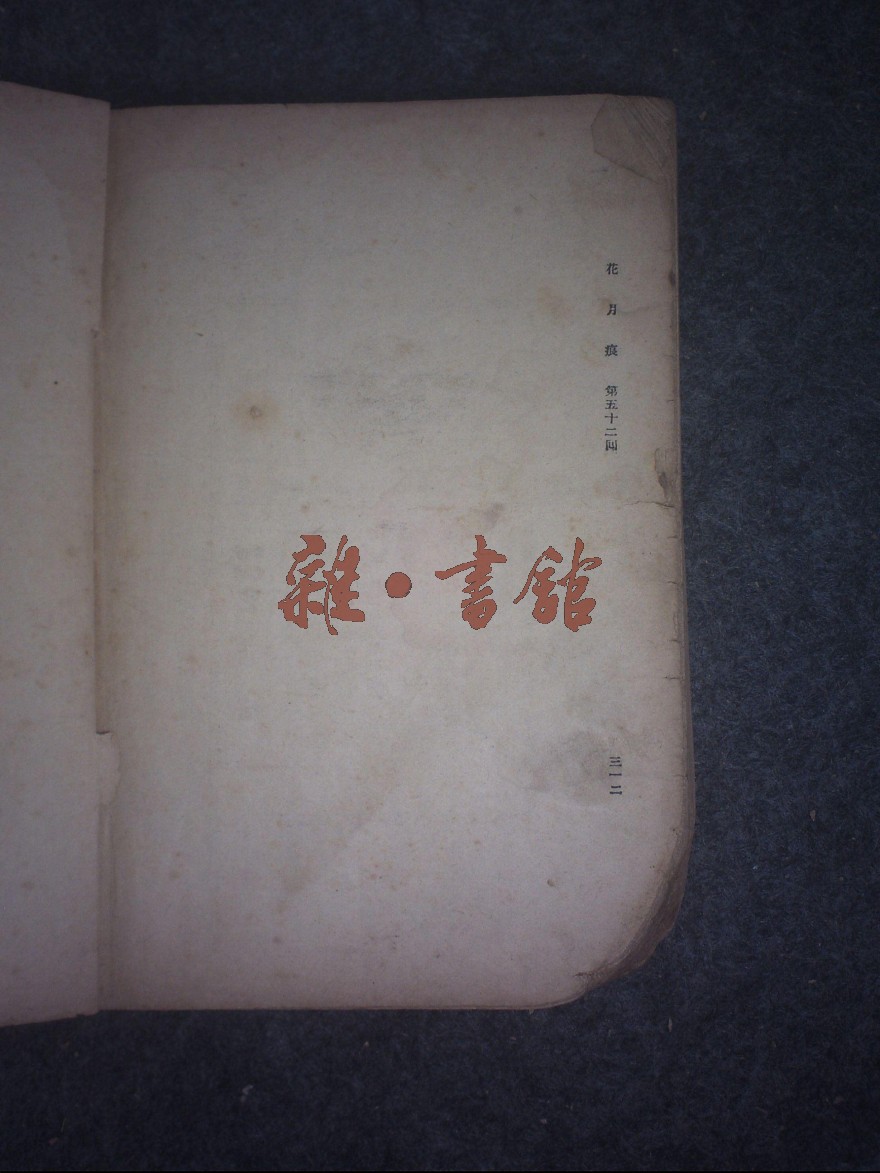 花月痕 第五十二回
三一二
雜·書館